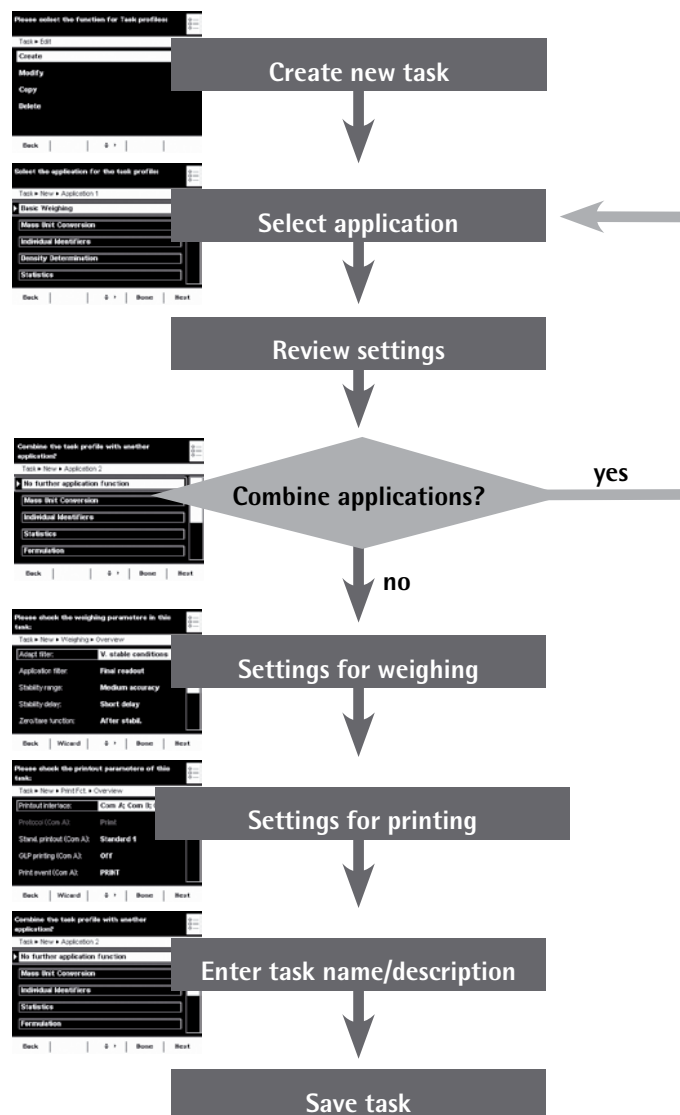 Please select the function for Task profiles:
Task ▸ Edit
Create
Modify
Copy
Delete
Back
Create new task
Select the application for the task profile:
Task ▸ New ▸ Application 1
Basic Weighing
Mass Unit Conversion
Individual Identifiers
Density Determination
Statistics
Back | Done | Next
Select application
Review settings
Combine the task profile with another
application?
Task ▸ New ▸ Application 2
No further application function
Mass Unit Conversion
Individual Identifiers
Statistics
Formulation
Back | Done | Next
Combine applications?
yes
no
Please check the weighing parameters in this
task:
Task ▸ New ▸ Weighing ▸ Overview
Adapt filter: V. stable conditions
Application filter: Final readout
Stability range: Medium accuracy
Stability delay: Short delay
Zero/tare function: After stabil.
Back | Wizard | Done | Next
Settings for weighing
Please check the printout parameters of this
task:
Task ▸ New ▸ Print Fct. ▸ Overview
Printout interface: Com A; Com B;
Protocol (Com A): Print
Stand. printout (Com A): Standard 1
GLP printing (Com A): Off
Print event (Com A): PRINT
Back | Wizard | Done | Next
Settings for printing
Combine the task profile with another
application?
Task ▸ New ▸ Application 2
No further application function
Mass Unit Conversion
Individual Identifiers
Statistics
Formulation
Back | Done | Next
Enter task name/description
Save task